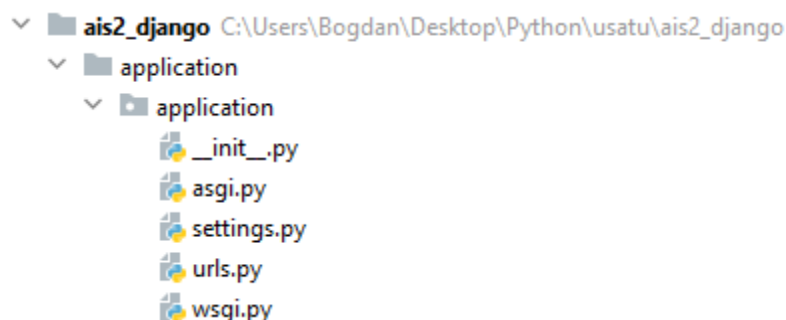 ais2_django C:\Users\Bogdan\Desktop\Python\usatu\ais2_django
application
application
__init__.py
asgi.py
settings.py
urls.py
wsgi.py